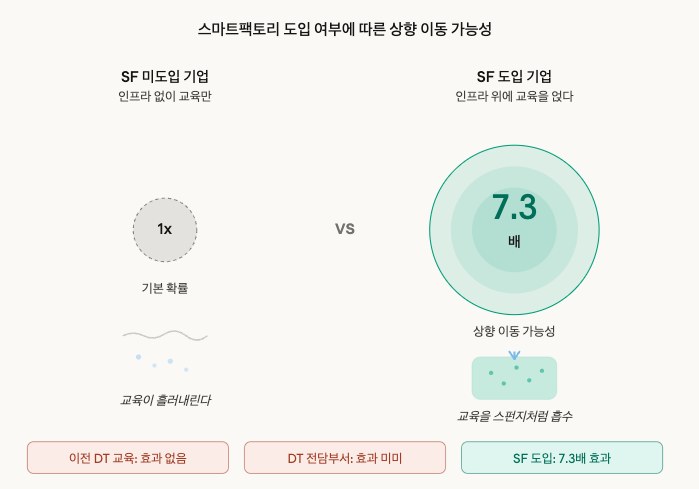 스마트팩토리 도입 여부에 따른 상향 이동 가능성
SF 미도입 기업
인프라 없이 교육만
SF 도입 기업
인프라 위에 교육을 얹다
1x
VS
7.3
배
기본 확률
상향 이동 가능성
교육이 흘러내린다
교육을 스펀지처럼 흡수
이전 DT 교육: 효과 없음
DT 전담부서: 효과 미미
SF 도입: 7.3배 효과